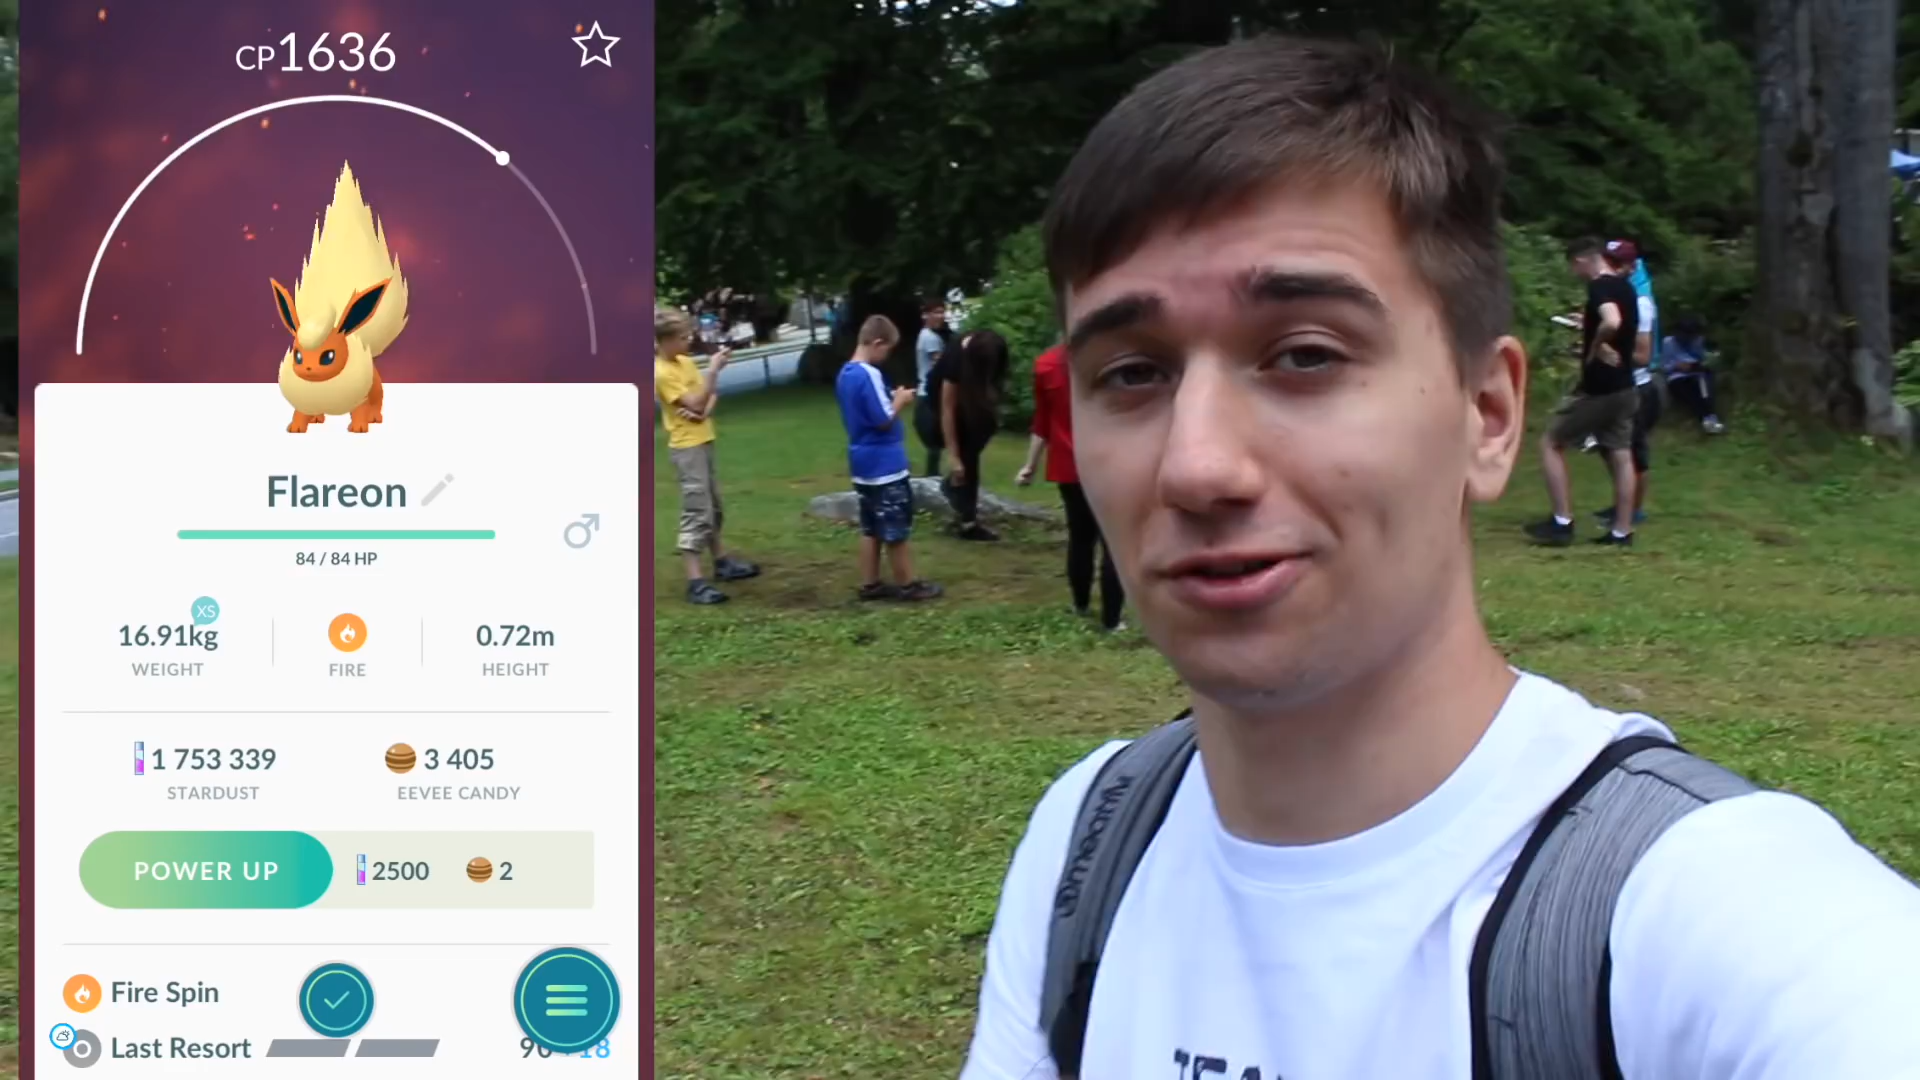 CP1636
Flareon
84 / 84 HP
XS
16.91kg
WEIGHT
FIRE
0.72m
HEIGHT
1 753 339
STARDUST
3 405
EEVEE CANDY
POWER UP
2500
2
Fire Spin
Last Resort